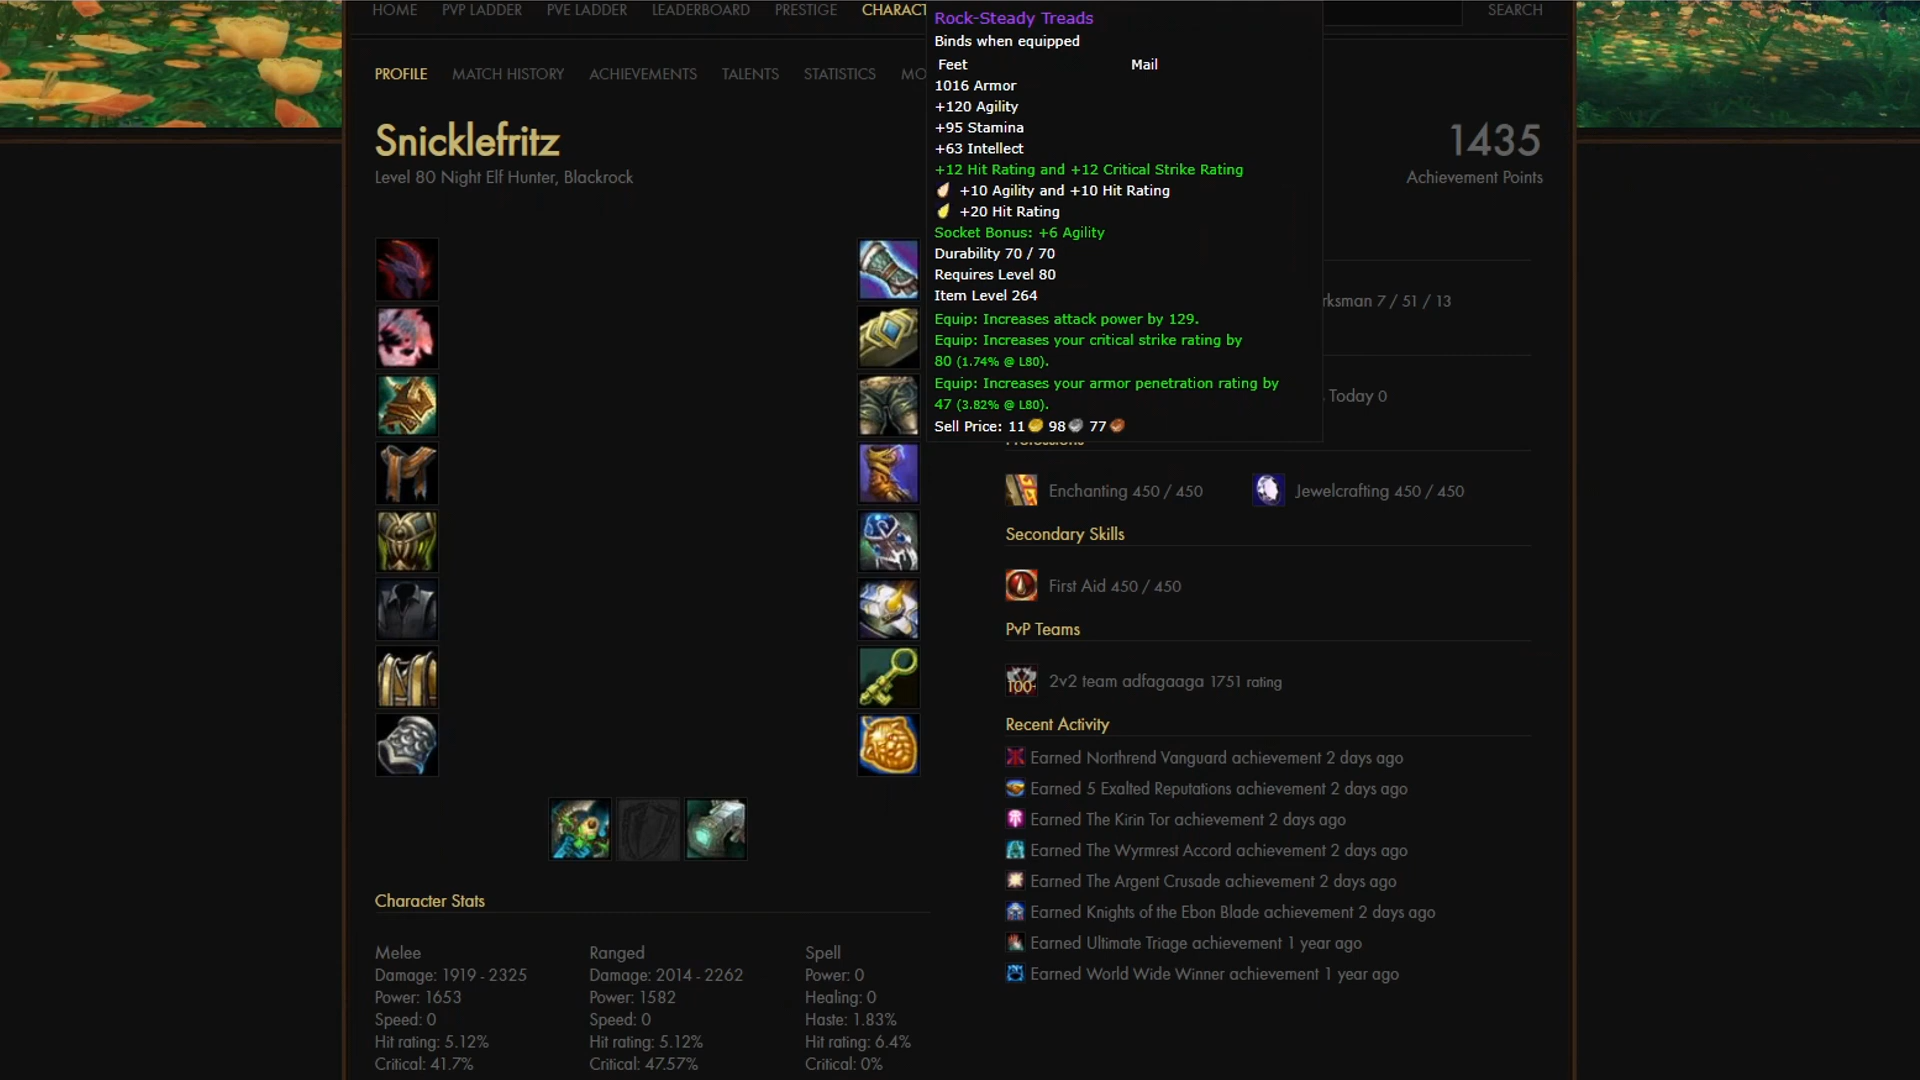 HOME PVP LADDER PVE LADDER LEADERBOARD PRESTIGE CHARACT SEARCH
PROFILE MATCH HISTORY ACHIEVEMENTS TALENTS STATISTICS MO
Snicklefritz
Level 80 Night Elf Hunter, Blackrock
1435
Achievement Points
Rock-Steady Treads
Binds when equipped
Feet Mail
1016 Armor
+120 Agility
+95 Stamina
+63 Intellect
+12 Hit Rating and +12 Critical Strike Rating
+10 Agility and +10 Hit Rating
+20 Hit Rating
Socket Bonus: +6 Agility
Durability 70 / 70
Requires Level 80
Item Level 264
Equip: Increases attack power by 129.
Equip: Increases your critical strike rating by
80 (1.74% @ L80).
Equip: Increases your armor penetration rating by
47 (3.82% @ L80).
Sell Price: 11 98 77
rksman 7 / 51 / 13
Today 0
Professions
Enchanting 450 / 450 Jewelcrafting 450 / 450
Secondary Skills
First Aid 450 / 450
PvP Teams
100
2v2 team adfagaaga 1751 rating
Recent Activity
Earned Northrend Vanguard achievement 2 days ago
Earned 5 Exalted Reputations achievement 2 days ago
Earned The Kirin Tor achievement 2 days ago
Earned The Wyrmrest Accord achievement 2 days ago
Earned The Argent Crusade achievement 2 days ago
Earned Knights of the Ebon Blade achievement 2 days ago
Earned Ultimate Triage achievement 1 year ago
Earned World Wide Winner achievement 1 year ago
Character Stats
Melee
Damage: 1919 - 2325
Power: 1653
Speed: 0
Hit rating: 5.12%
Critical: 41.7%
Ranged
Damage: 2014 - 2262
Power: 1582
Speed: 0
Hit rating: 5.12%
Critical: 47.57%
Spell
Power: 0
Healing: 0
Haste: 1.83%
Hit rating: 6.4%
Critical: 0%